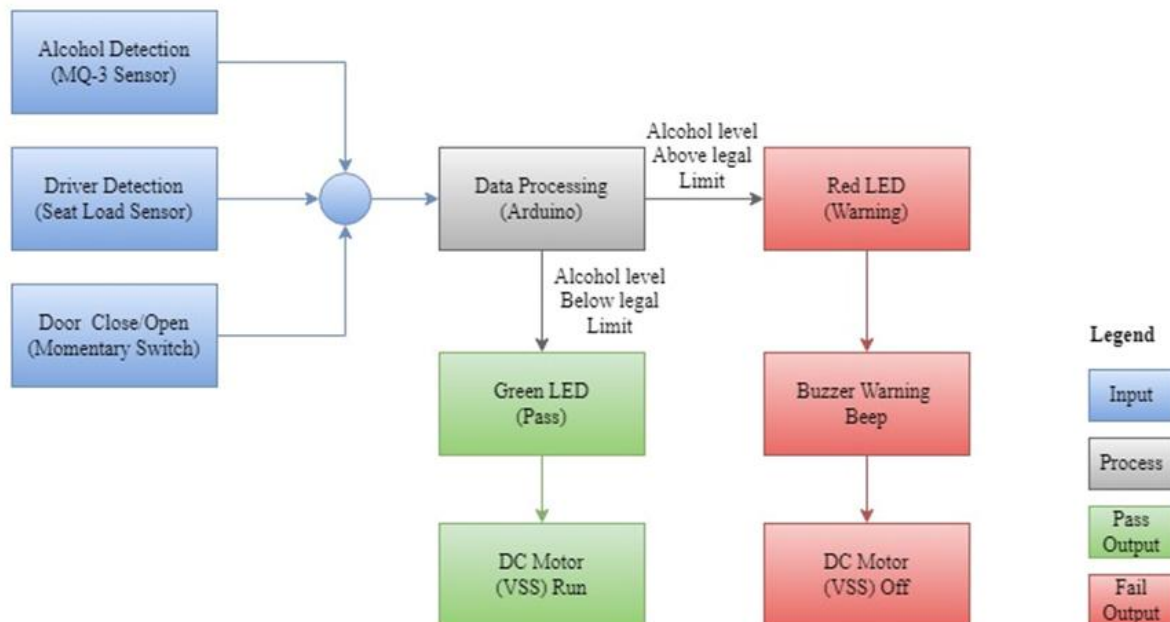 Alcohol Detection
(MQ-3 Sensor)
Driver Detection
(Seat Load Sensor)
Door Close/Open
(Momentary Switch)
Data Processing
(Arduino)
Alcohol level
Above legal
Limit
Red LED
(Warning)
Alcohol level
Below legal
Limit
Green LED
(Pass)
Buzzer Warning
Beep
DC Motor
(VSS) Run
DC Motor
(VSS) Off
Legend
Input
Process
Pass
Output
Fail
Output